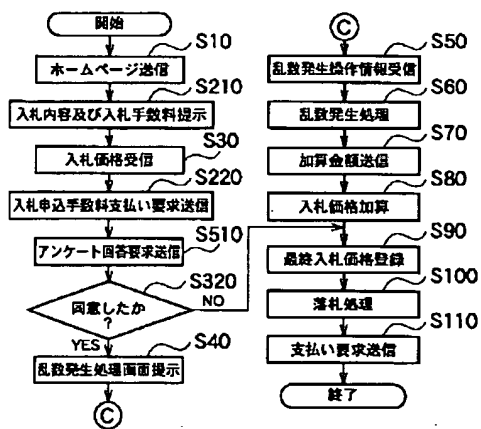 開始
S10
ホームページ送信
S210
入札内容及び入札手数料提示
S30
入札価格受信
S220
入札申込手数料支払い要求送信
S510
アンケート回答要求送信
S320
同意したか
?
NO
YES
S40
乱数発生処理画面提示
C
C
S50
乱数発生操作情報受信
S60
乱数発生処理
S70
加算金額送信
S80
入札価格加算
S90
最終入札価格登録
S100
落札処理
S110
支払い要求送信
終了